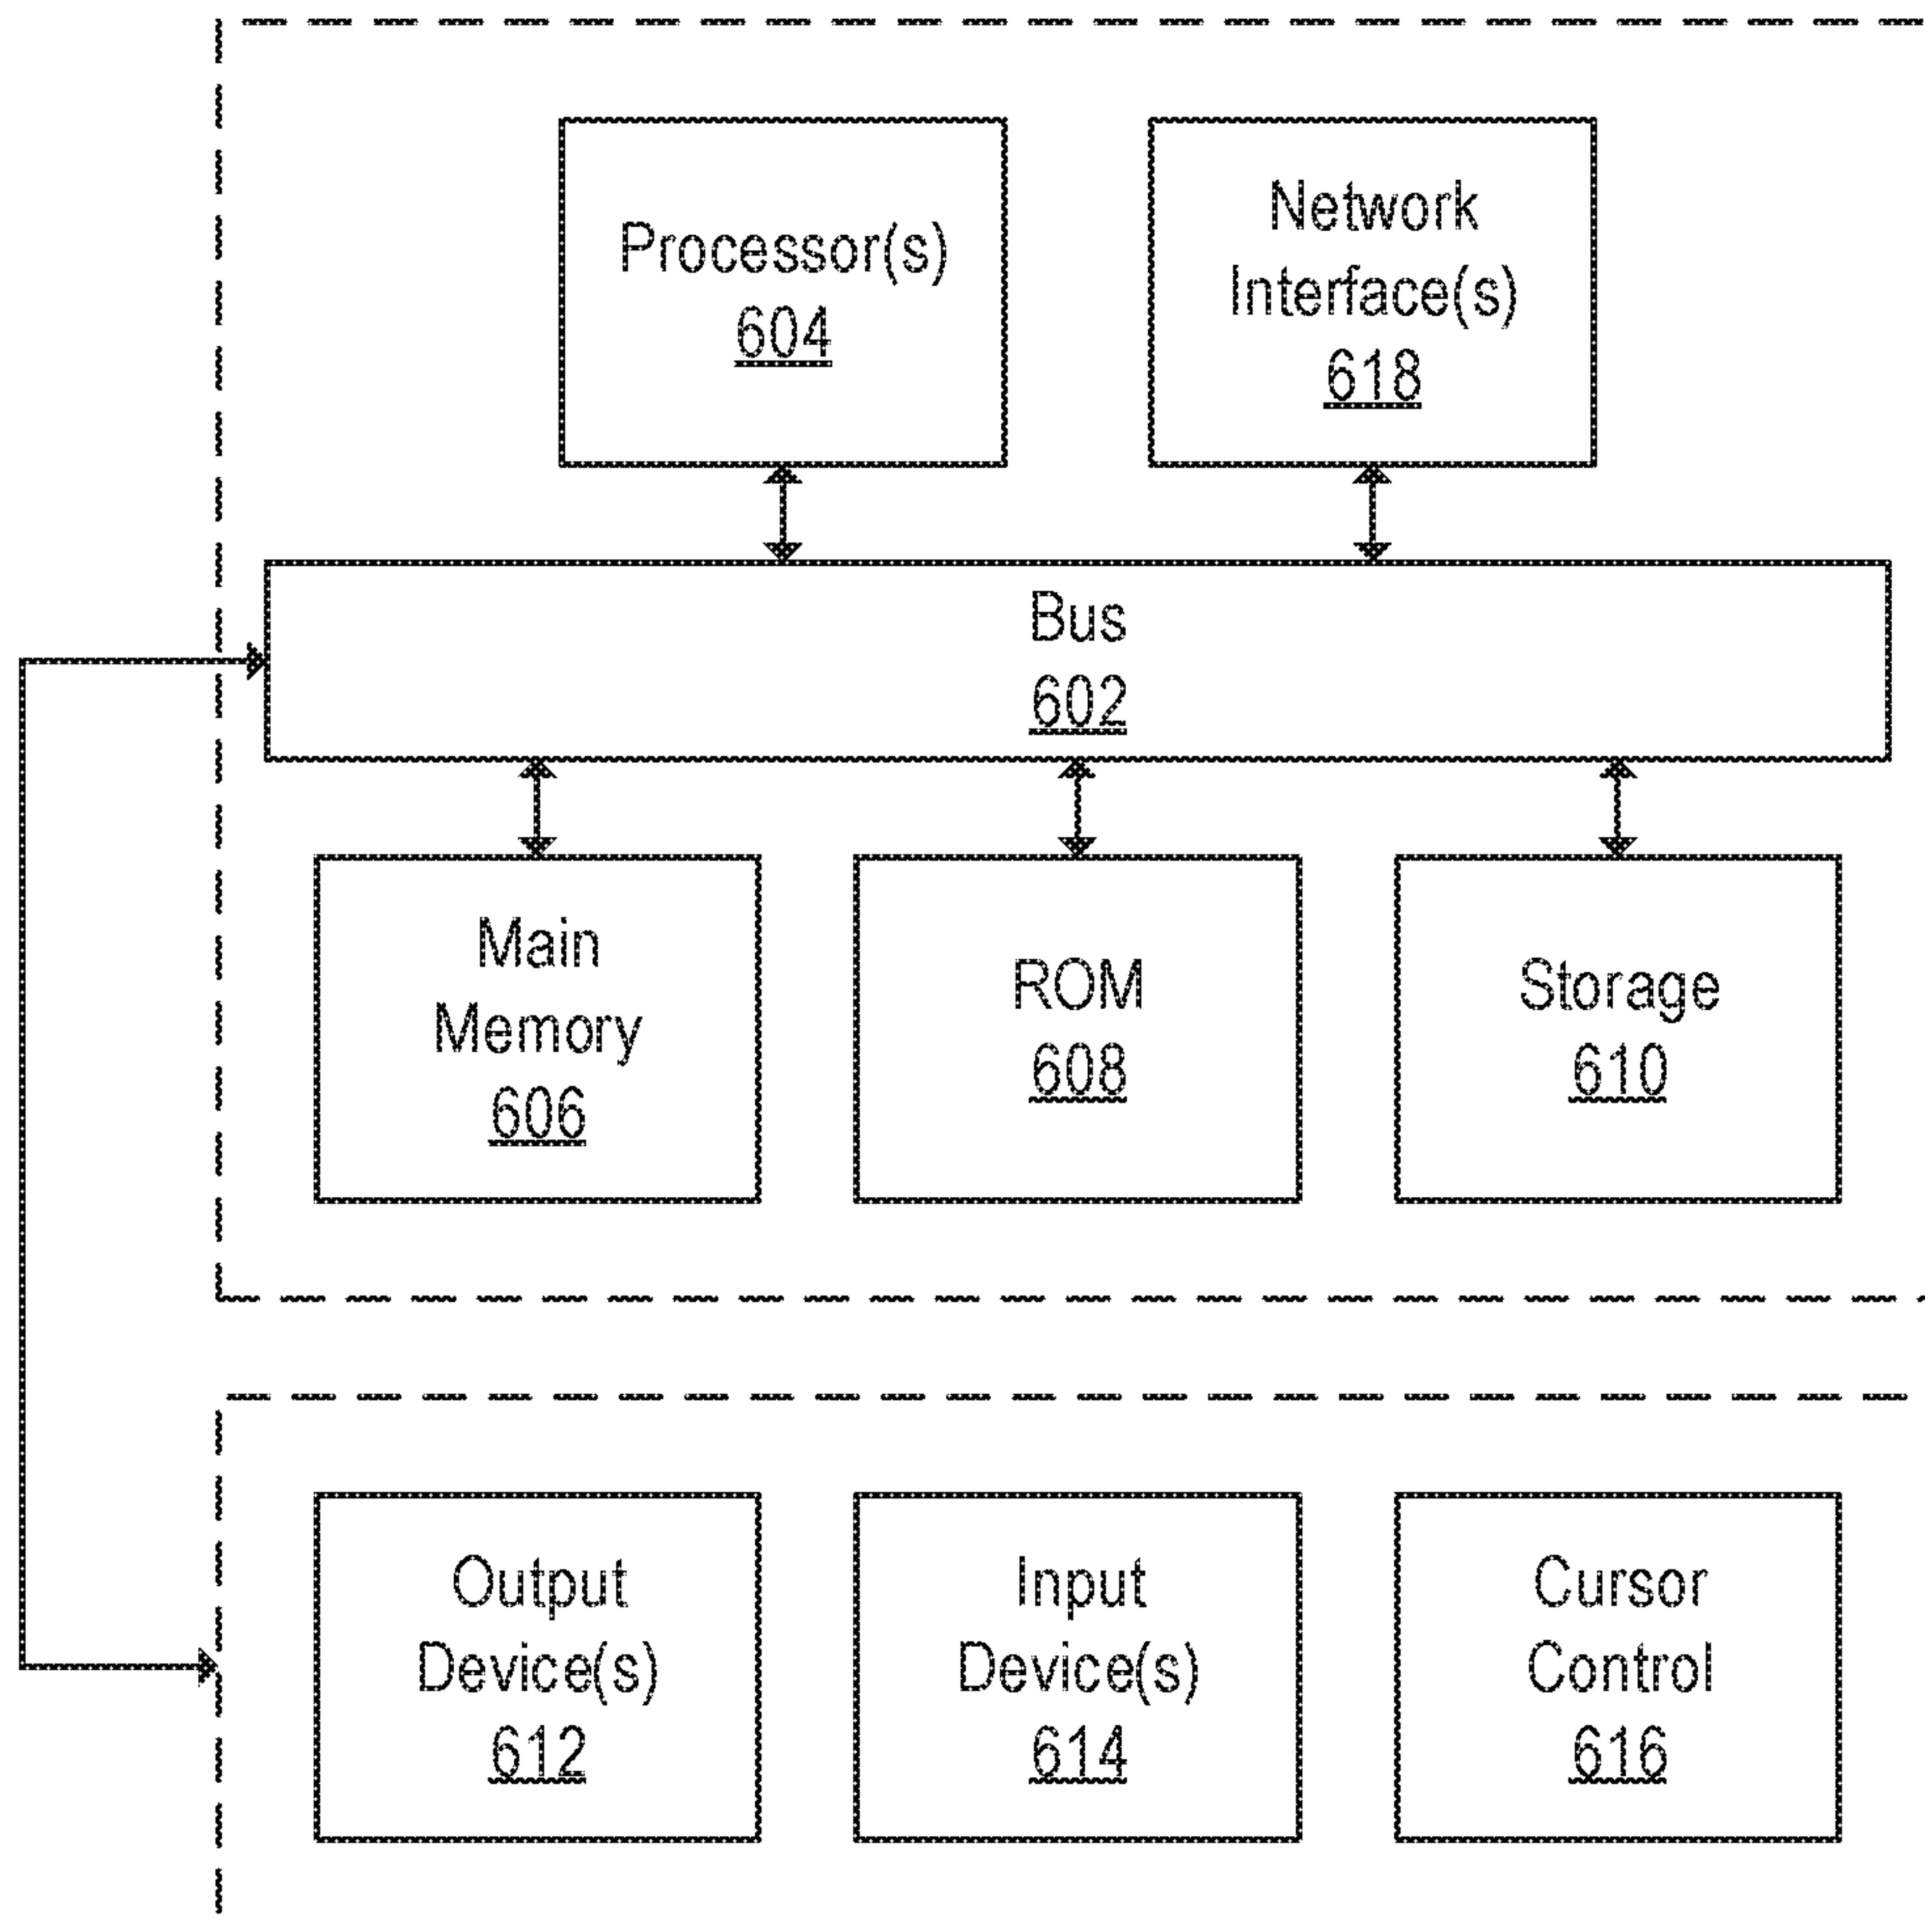 Processor(s)
604
Network
Interface(s)
618
Bus
602
Main
Memory
606
ROM
608
Storage
610
Output
Device(s)
612
Input
Device(s)
614
Cursor
Control
616